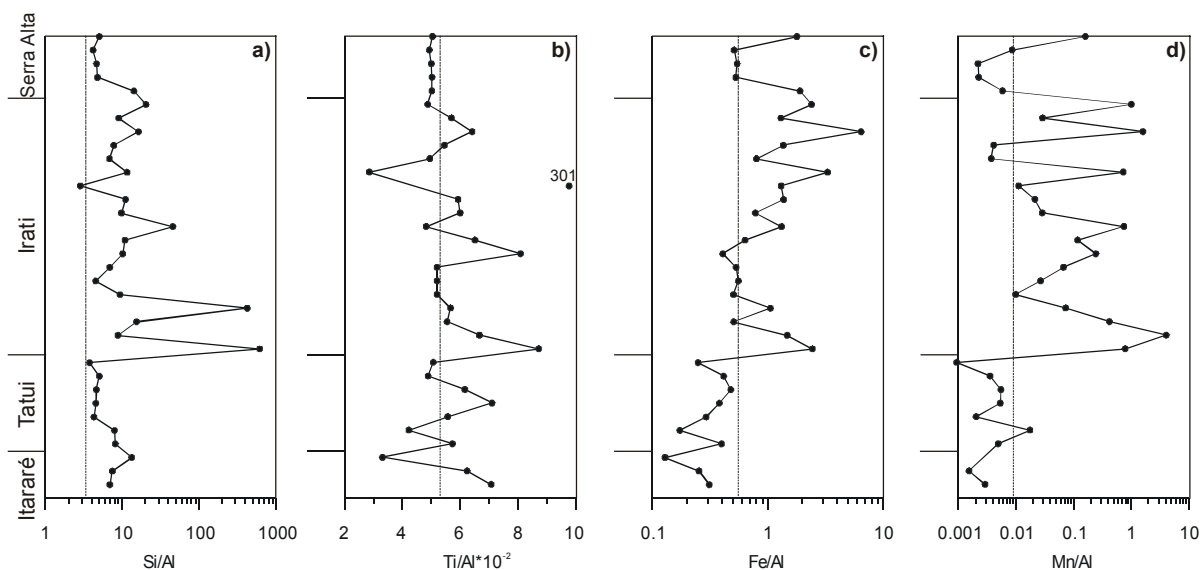 Serra Alta
Irati
Tatui
Itararé
a)
1 10 100 1000
Si/Al
b)
301
2 4 6 8 10
Ti/Al*10-2
c)
0.1 1 10
Fe/Al
d)
0.001 0.01 0.1 1 10
Mn/Al